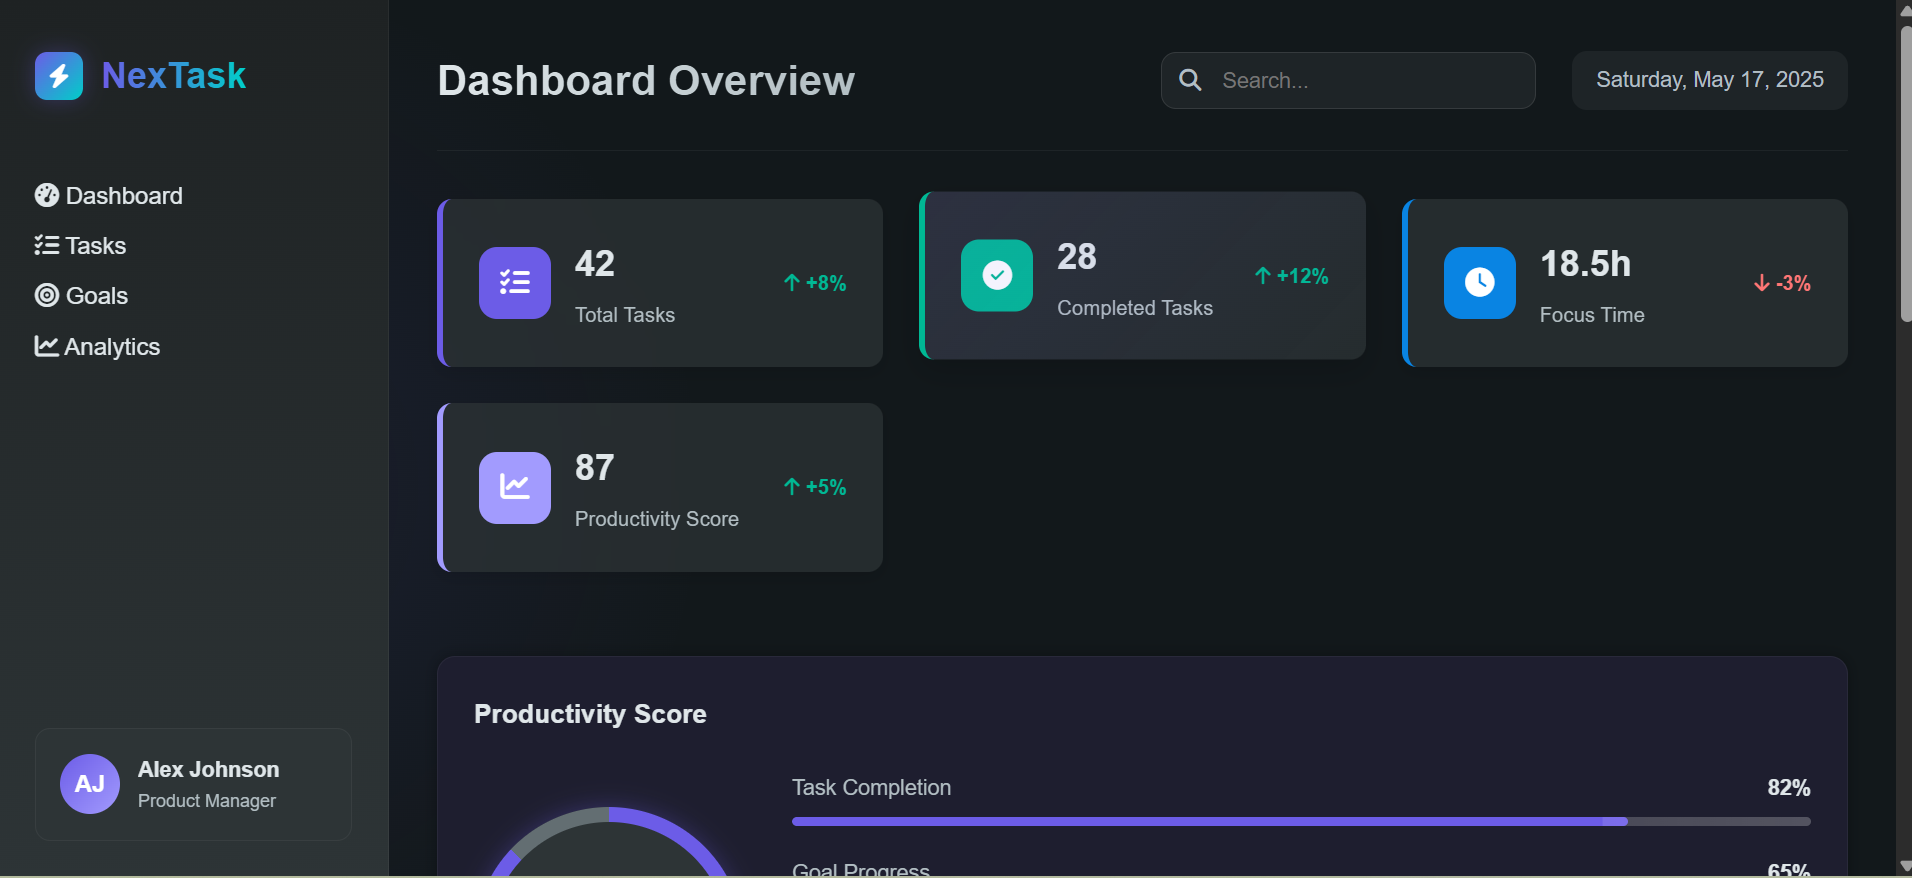 NexTask
Dashboard
Tasks
Goals
Analytics
AJ
Alex Johnson
Product Manager
Dashboard Overview
Search...
Saturday, May 17, 2025
42
Total Tasks
+8%
28
Completed Tasks
+12%
18.5h
Focus Time
-3%
87
Productivity Score
+5%
Productivity Score
Task Completion
82%
Goal Progress
65%